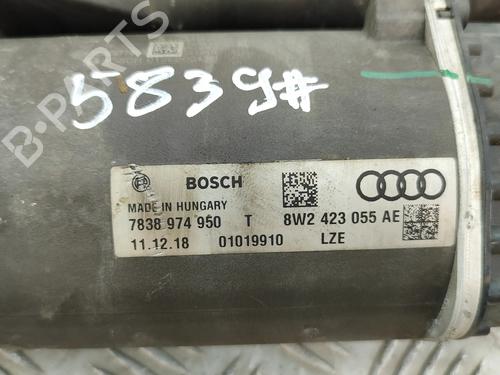 5839#
B-PARTS
BOSCH
MADE IN HUNGARY
7838 974 950 T 8W2 423 055 AE
11.12.18 01019910 LZE